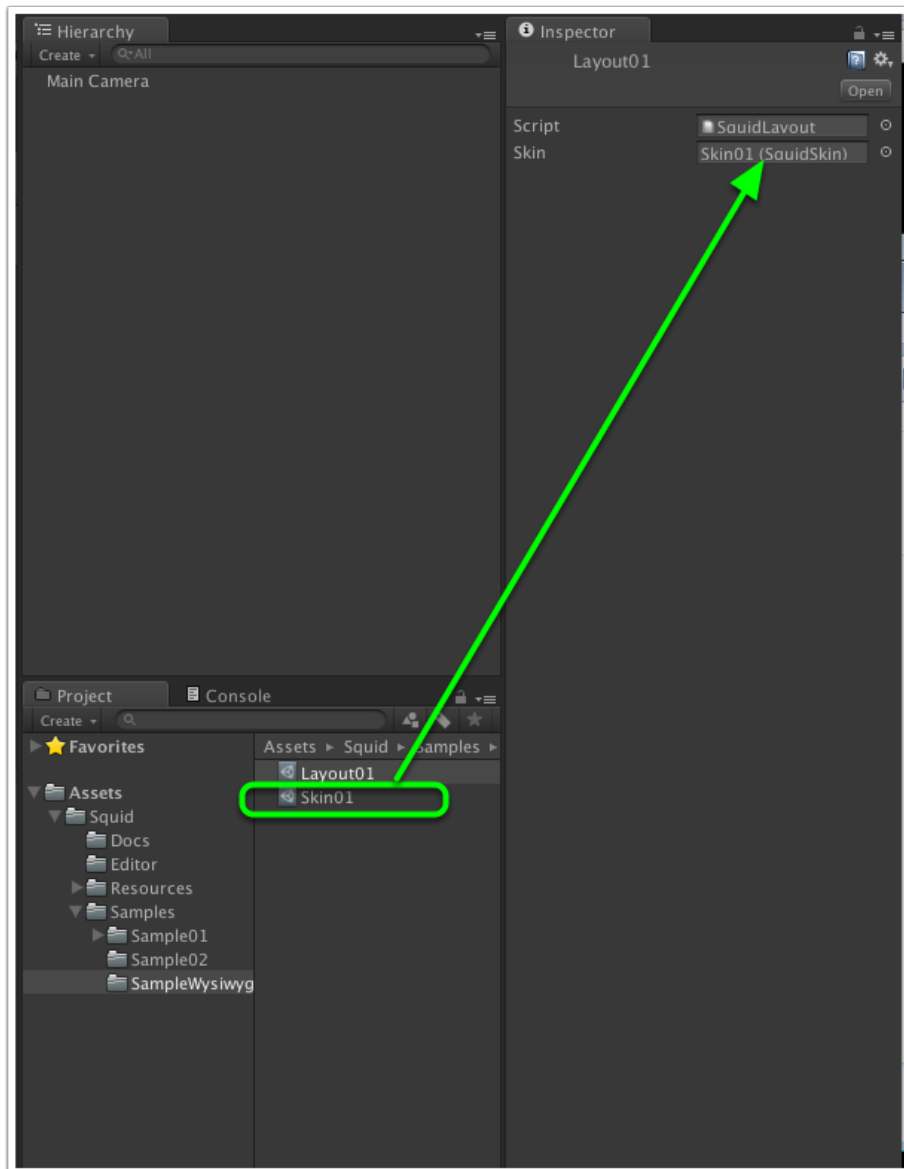 Hierarchy
Create
All
Main Camera
Inspector
Layout01
Open
Script
SquidLayout
Skin
Skin01 (SquidSkin)
Project
Console
Create
Favorites
Assets
Squid
Docs
Editor
Resources
Samples
Sample01
Sample02
SampleWysiwyg
Assets Squid Samples
Layout01
Skin01